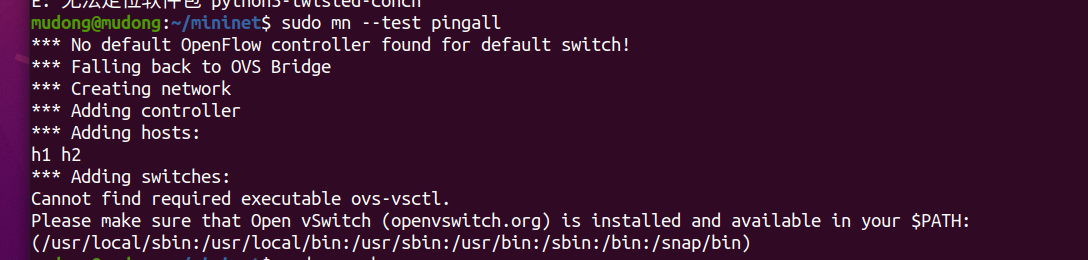 E: 无法定位软件包 python3-twisted-conch
mudong@mudong:~/mininet$ sudo mn --test pingall
*** No default OpenFlow controller found for default switch!
*** Falling back to OVS Bridge
*** Creating network
*** Adding controller
*** Adding hosts:
h1 h2
*** Adding switches:
Cannot find required executable ovs-vsctl.
Please make sure that Open vSwitch (openvswitch.org) is installed and available in your $PATH:
(/usr/local/sbin:/usr/local/bin:/usr/sbin:/usr/bin:/sbin:/bin:/snap/bin)